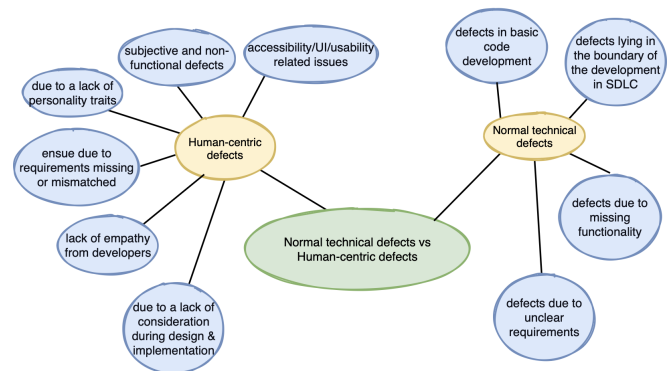 subjective and non-
functional defects
accessibility/UI/usability
related issues
due to a lack of
personality traits
Human-centric
defects
ensue due to
requirements missing
or mismatched
lack of empathy
from developers
due to a lack of
consideration
during design &
implementation
Normal technical defects vs
Human-centric defects
defects in basic
code
development
defects lying in
the boundary of
the development
in SDLC
Normal technical
defects
defects due to
missing
functionality
defects due to
unclear
requirements